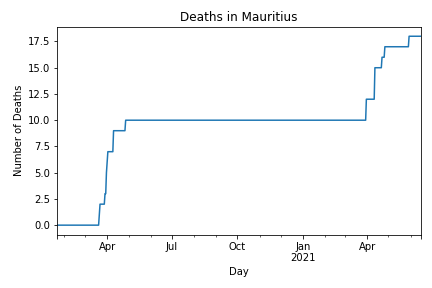 Deaths in Mauritius
17.5
15.0
12.5
10.0
7.5
5.0
2.5
0.0
Number of Deaths
Apr Jul Oct Jan Apr
2021
Day